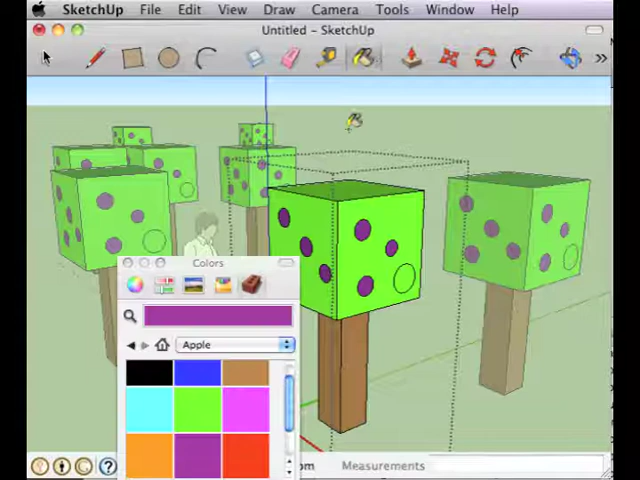 SketchUp File Edit View Draw Camera Tools Window Help
Untitled - SketchUp
Colors
Apple
om Measurements